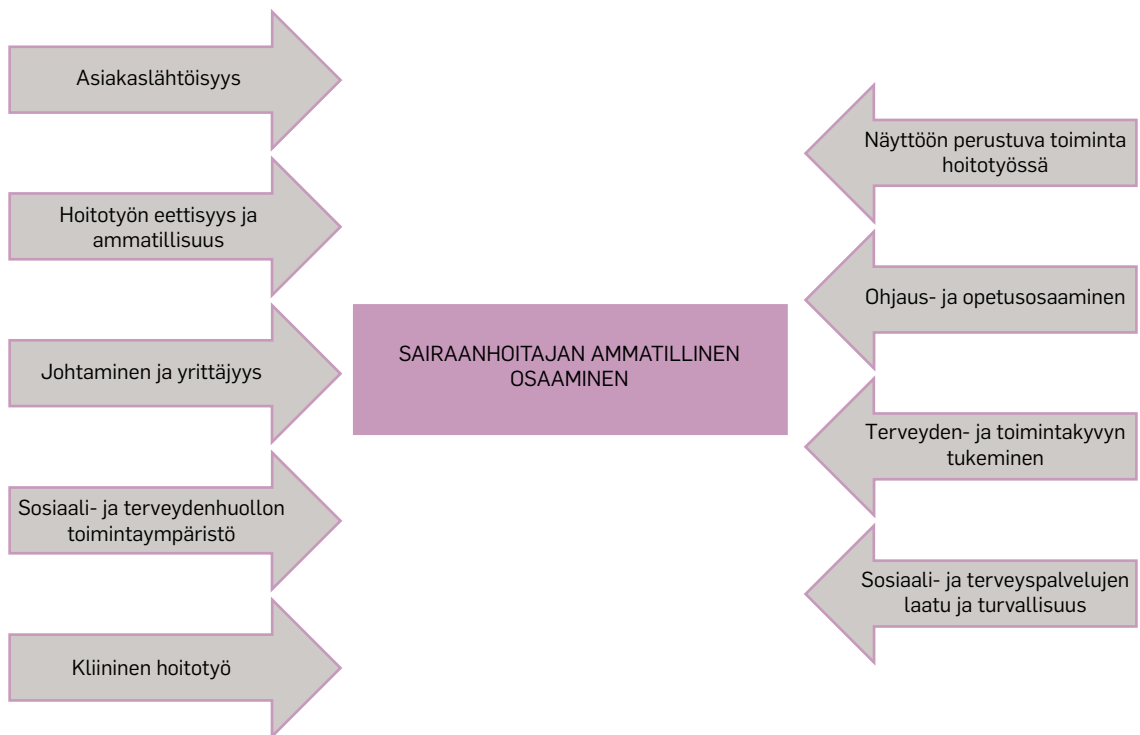 Asiakaslähtöisyys
Hoitotyön eettisyys ja
ammatillisuus
Johtaminen ja yrittäjyys
Sosiaali- ja terveydenhuollon
toimintaympäristö
Kliininen hoitotyö
SAIRAANHOITAJAN AMMATILLINEN
OSAAMINEN
Näyttöön perustuva toiminta
hoitotyössä
Ohjaus- ja opetusosaaminen
Terveyden- ja toimintakyvyn
tukeminen
Sosiaali- ja terveyspalvelujen
laatu ja turvallisuus